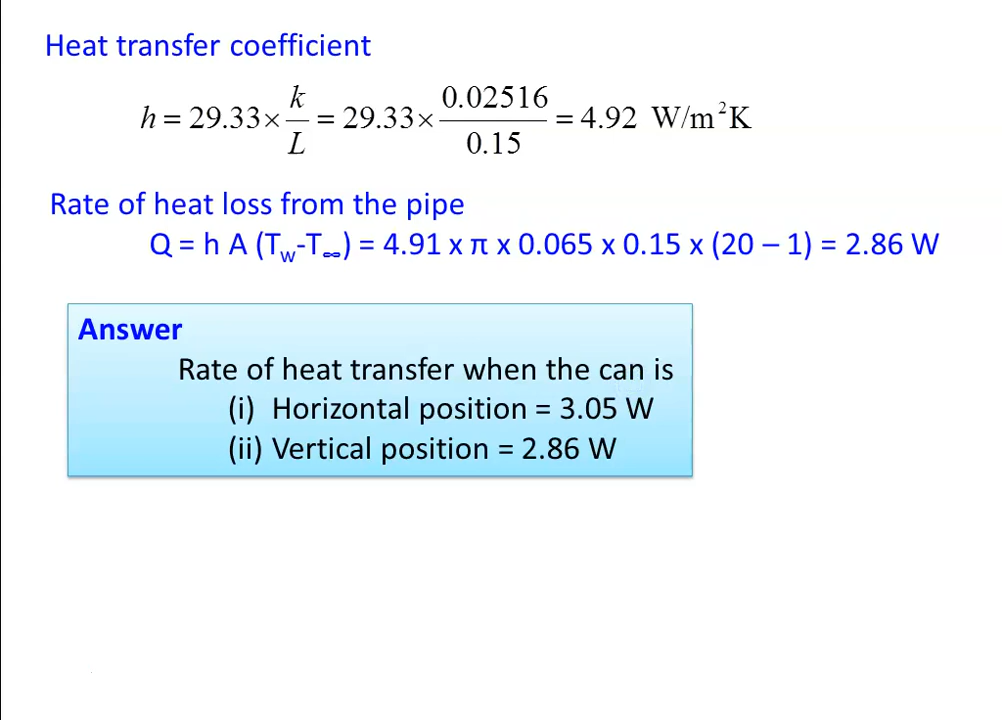 Heat transfer coefficient
h = 29.33 × k/L = 29.33 × 0.02516/0.15 = 4.92 W/m²K
Rate of heat loss from the pipe
Q = h A (T_w-T_∞) = 4.91 x π x 0.065 x 0.15 x (20 – 1) = 2.86 W
Answer
Rate of heat transfer when the can is
(i) Horizontal position = 3.05 W
(ii) Vertical position = 2.86 W